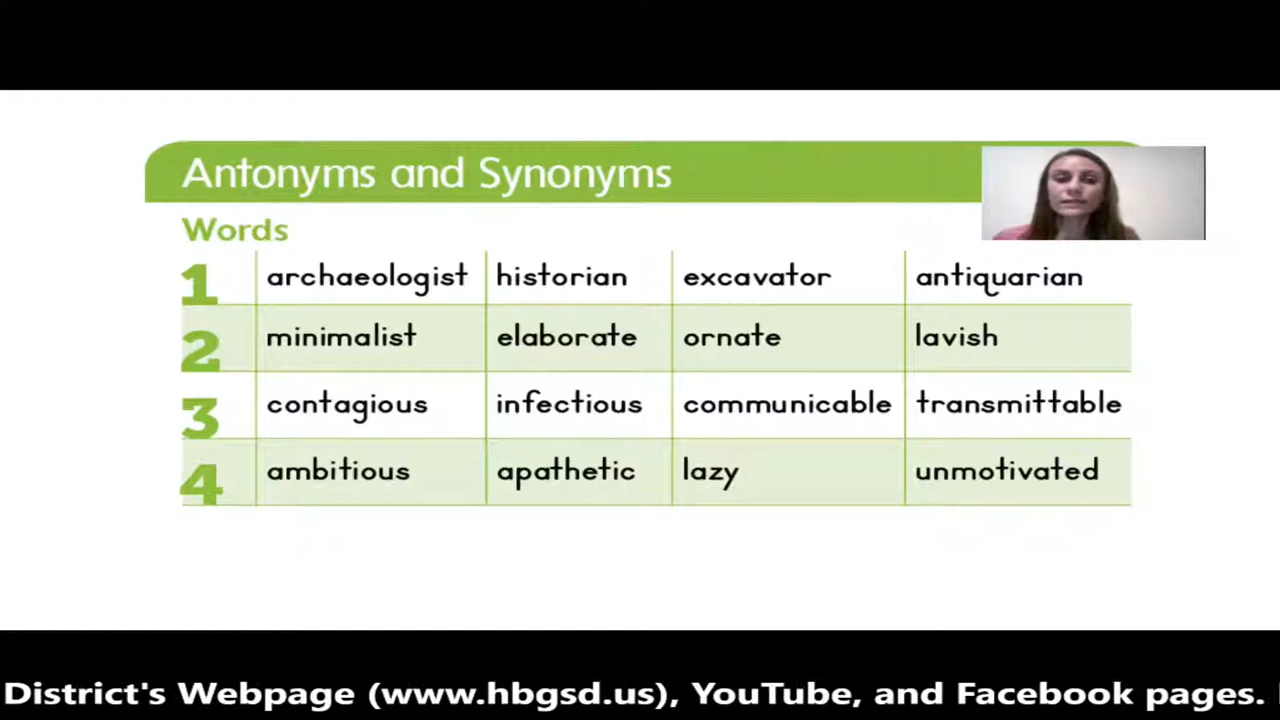 Antonyms and Synonyms
Words
1 archaeologist historian excavator antiquarian
2 minimalist elaborate ornate lavish
3 contagious infectious communicable transmittable
4 ambitious apathetic lazy unmotivated
District's Webpage (www.hbgsd.us), YouTube, and Facebook pages.